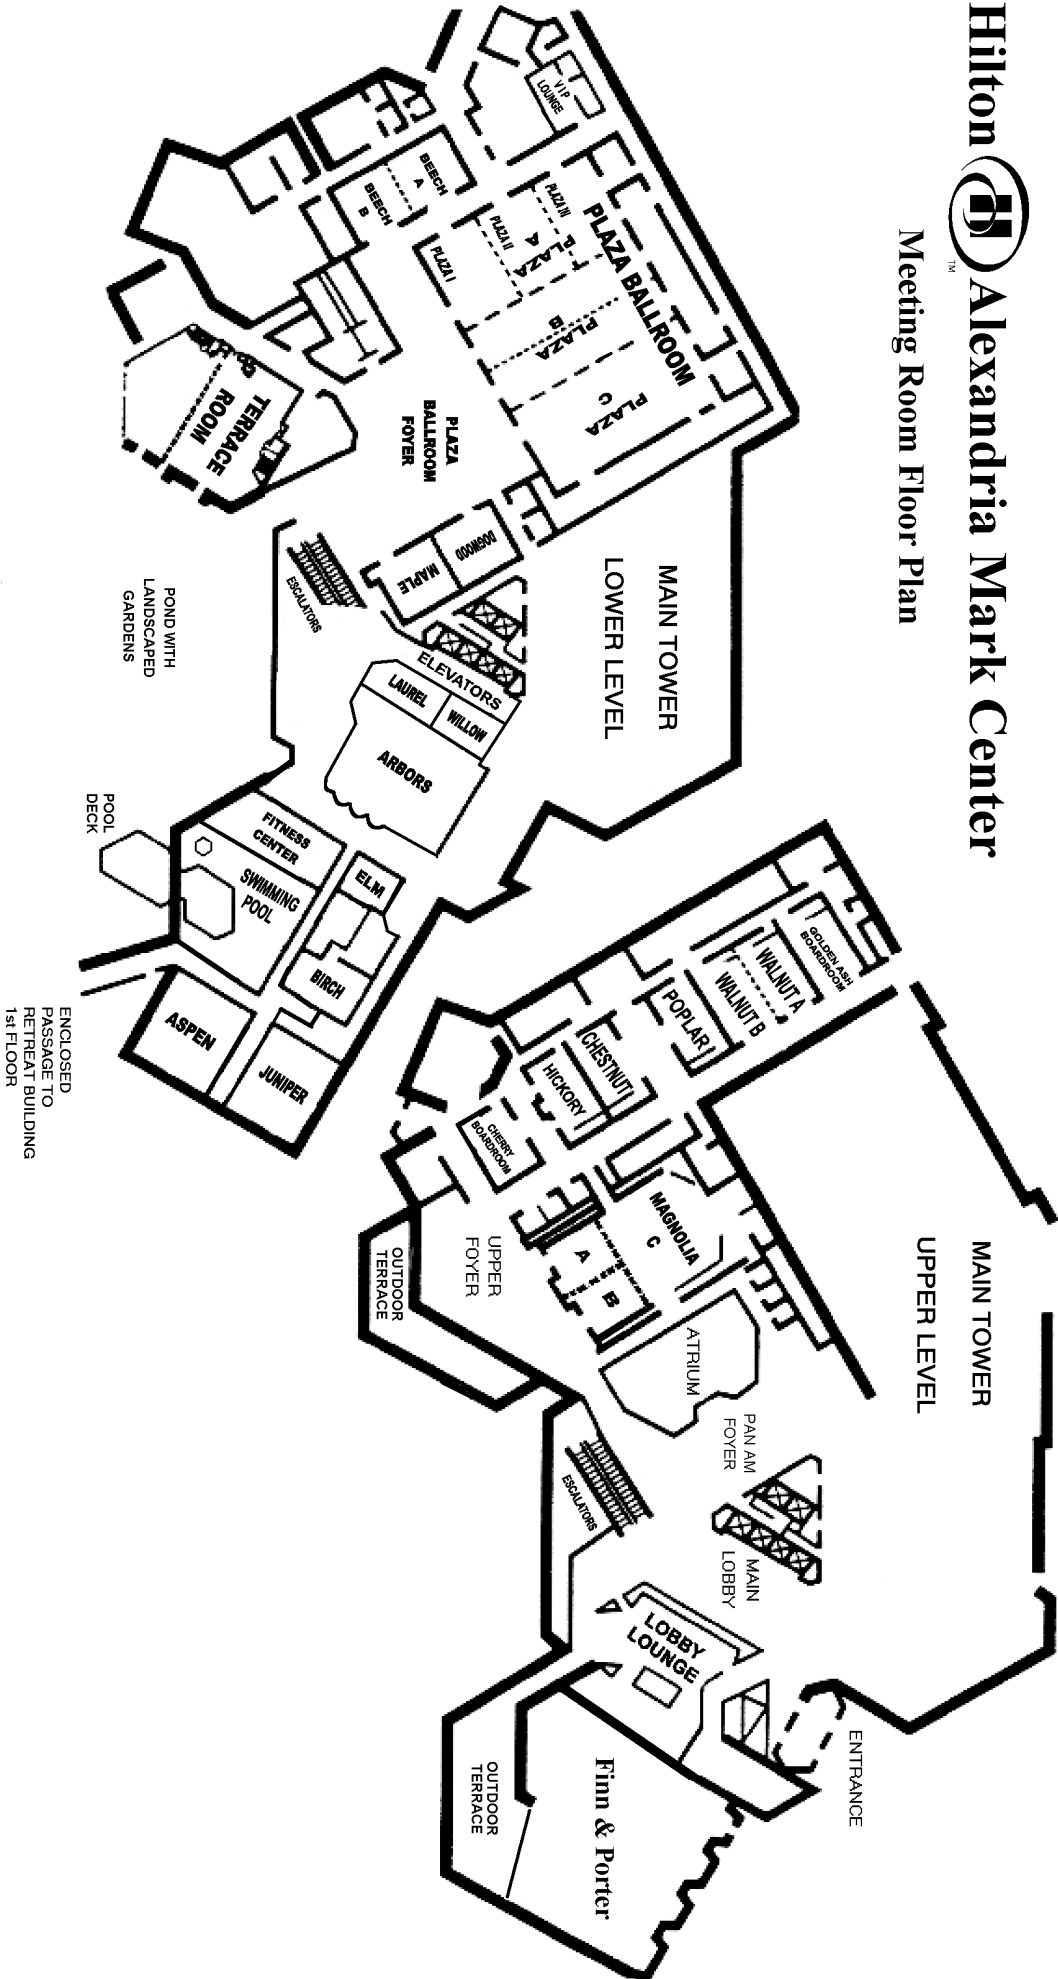 Hilton Alexandria Mark Center
TM
Meeting Room Floor Plan
MAIN TOWER
LOWER LEVEL
VIP
LOUNGE
PLAZA BALLROOM
PLAZA IV
PLAZA
A
PLAZA II
PLAZA I
PLAZA
B
PLAZA
C
BEECH
A
BEECH
B
PLAZA
BALLROOM
FOYER
TERRACE
ROOM
DOGWOOD
MAPLE
ESCALATORS
ELEVATORS
LAUREL
WILLOW
ARBORS
POND WITH
LANDSCAPED
GARDENS
POOL
DECK
FITNESS
CENTER
SWIMMING
POOL
ELM
BIRCH
ASPEN
JUNIPER
ENCLOSED
PASSAGE TO
RETREAT BUILDING
1st FLOOR
MAIN TOWER
UPPER LEVEL
GOLDEN ASH
BOARDROOM
WALNUT A
WALNUT B
POPLAR
CHESTNUT
HICKORY
CHERRY
BOARDROOM
MAGNOLIA
C
A
B
UPPER
FOYER
OUTDOOR
TERRACE
ATRIUM
PAN AM
FOYER
ESCALATORS
MAIN
LOBBY
LOBBY
LOUNGE
ENTRANCE
Finn & Porter
OUTDOOR
TERRACE